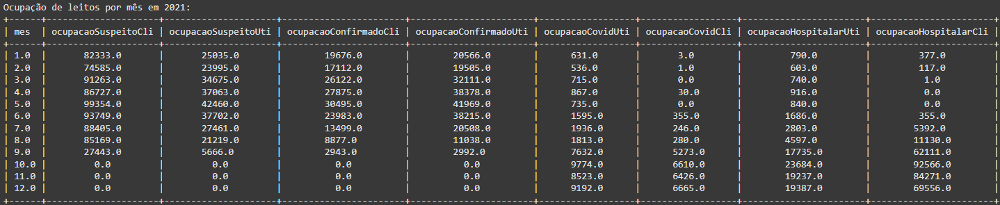 Ocupação de leitos por mês em 2021:
| mes | ocupacaoSuspeitoCli | ocupacaoSuspeitoUti | ocupacaoConfirmadoCli | ocupacaoConfirmadoUti | ocupacaoCovidUti | ocupacaoCovidCli | ocupacaoHospitalarUti | ocupacaoHospitalarCli |
| 1.0 | 82333.0 | 25035.0 | 19676.0 | 20566.0 | 631.0 | 3.0 | 790.0 | 377.0 |
| 2.0 | 74585.0 | 23995.0 | 17112.0 | 19505.0 | 536.0 | 1.0 | 603.0 | 117.0 |
| 3.0 | 91263.0 | 34675.0 | 26122.0 | 32111.0 | 715.0 | 0.0 | 740.0 | 1.0 |
| 4.0 | 86727.0 | 37063.0 | 27875.0 | 38378.0 | 867.0 | 30.0 | 916.0 | 0.0 |
| 5.0 | 99354.0 | 42460.0 | 30495.0 | 41969.0 | 735.0 | 0.0 | 840.0 | 0.0 |
| 6.0 | 93749.0 | 37702.0 | 23983.0 | 38215.0 | 1595.0 | 355.0 | 1686.0 | 355.0 |
| 7.0 | 88405.0 | 27461.0 | 13499.0 | 20508.0 | 1936.0 | 246.0 | 2803.0 | 5392.0 |
| 8.0 | 85169.0 | 21219.0 | 8877.0 | 11038.0 | 1813.0 | 280.0 | 4597.0 | 11130.0 |
| 9.0 | 27443.0 | 5666.0 | 2943.0 | 2992.0 | 7632.0 | 5273.0 | 17735.0 | 62111.0 |
| 10.0 | 0.0 | 0.0 | 0.0 | 0.0 | 9774.0 | 6610.0 | 23684.0 | 92566.0 |
| 11.0 | 0.0 | 0.0 | 0.0 | 0.0 | 8523.0 | 6426.0 | 19237.0 | 84271.0 |
| 12.0 | 0.0 | 0.0 | 0.0 | 0.0 | 9192.0 | 6665.0 | 19387.0 | 69556.0 |